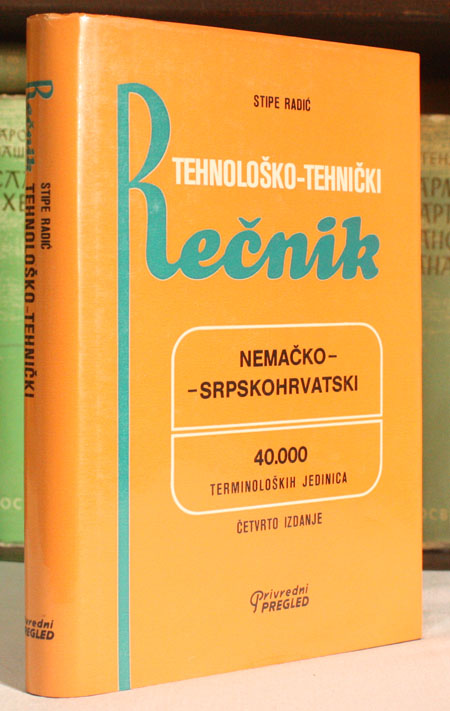 STIPE RADIĆ
TEHNOLOŠKO-TEHNIČKI
Rečnik
NEMAČKO-
-SRPSKOHRVATSKI
40.000
TERMINOLOŠKIH JEDINICA
ČETVRTO IZDANJE
Privredni
PREGLED
Rečnik
STIPE RADIĆ
TEHNOLOŠKO-TEHNIČKI
PREGLED